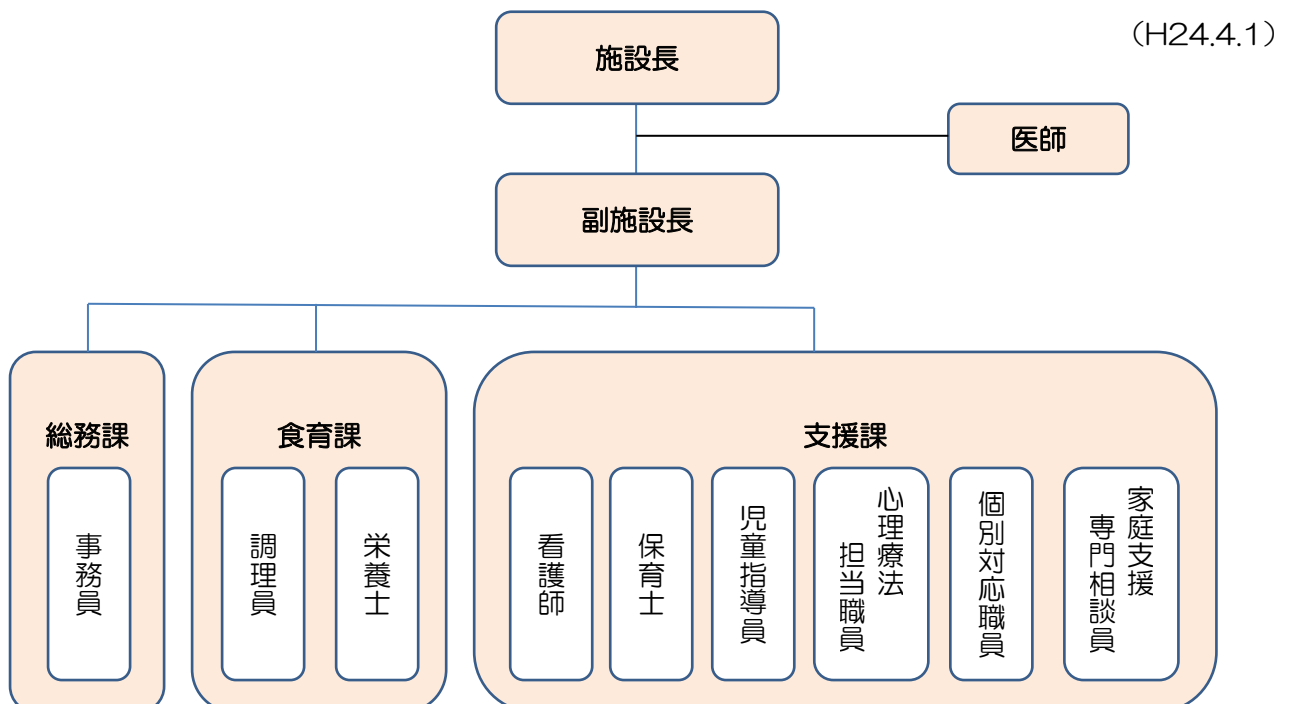 （H24.4.1）
施設長
医師
副施設長
総務課
事務員
食育課
調理員
栄養士
支援課
看護師
保育士
児童指導員
心理療法
担当職員
個別対応職員
家庭支援
専門相談員